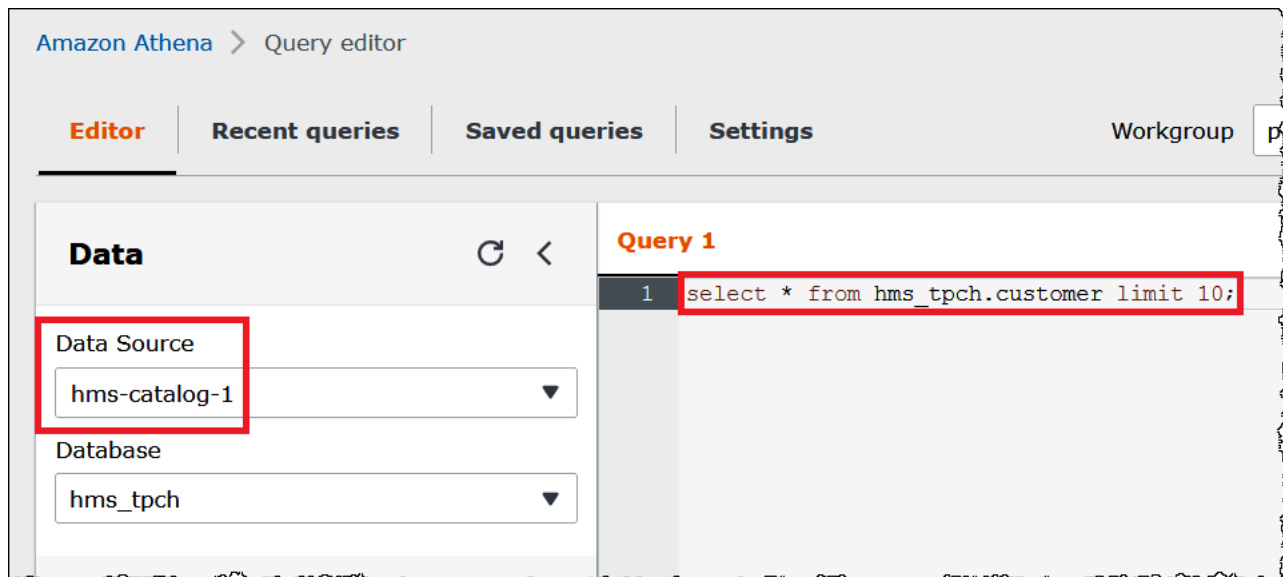 Amazon Athena > Query editor
Editor Recent queries Saved queries Settings Workgroup
Data
Query 1
1 select * from hms_tpch.customer limit 10;
Data Source
hms-catalog-1
Database
hms_tpch